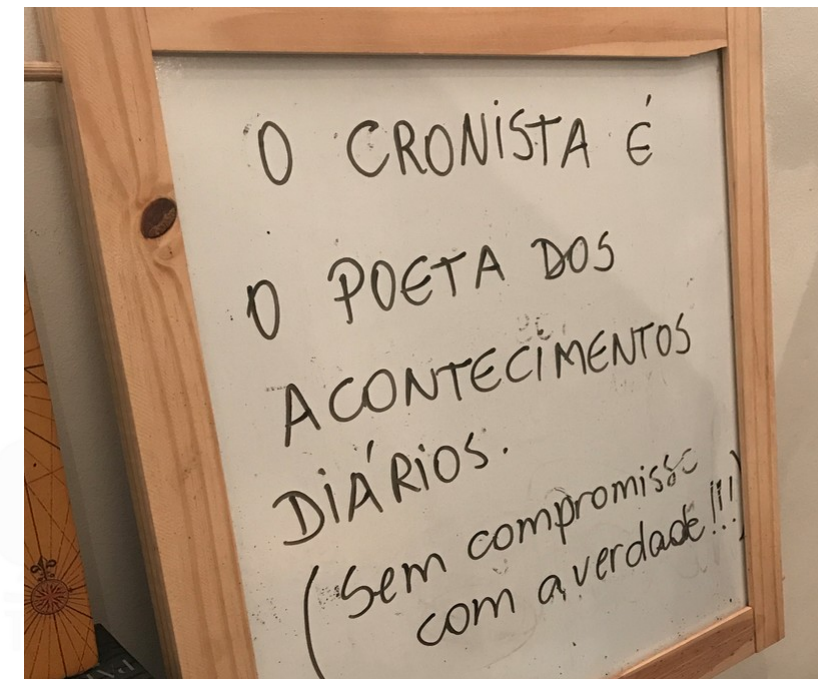 O CRONiSTA É
O POETA DOS
ACONTECiMENTOS
DiÁRiOS.
(Sem compromisso
com a verdade!!!)